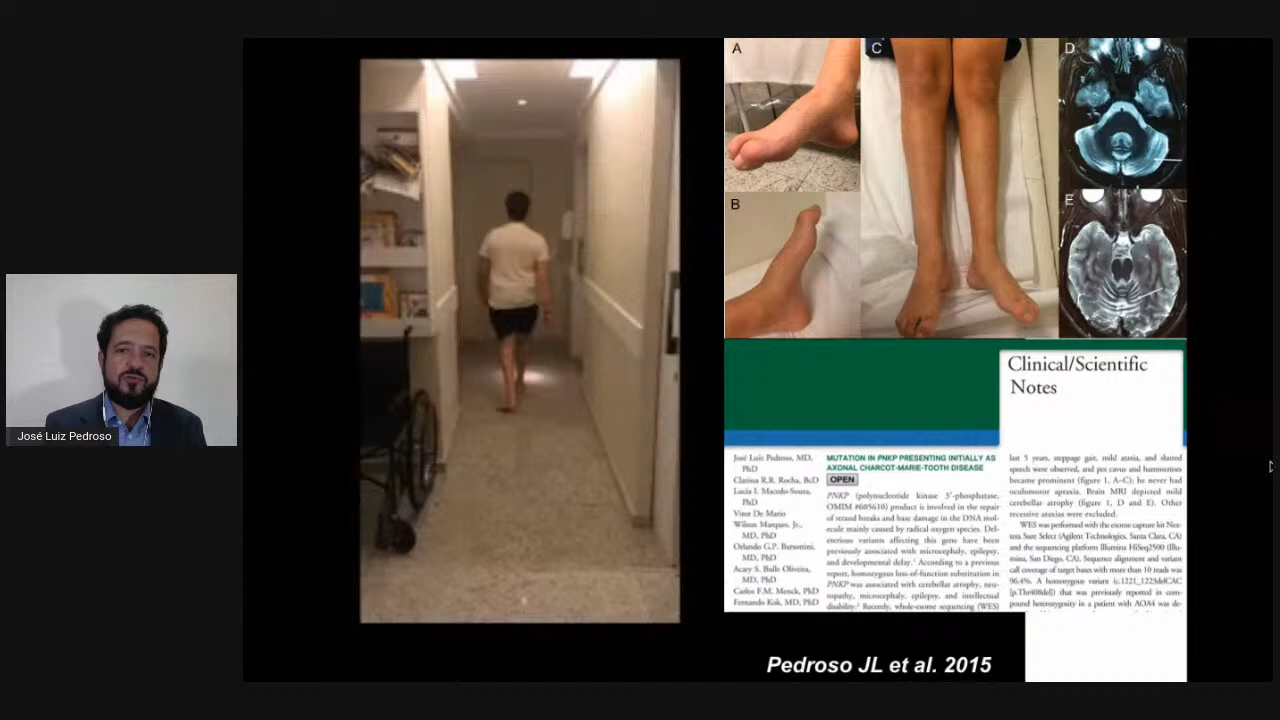 José Luiz Pedroso
A
B
C
D
E
Clinical/Scientific
Notes
José Luiz Pedroso, MD,
PhD
Clarissa R.R. Rocha, BcD
Lucia I. Macedo-Souza,
PhD
Vitor De Mario
Wilson Marques, Jr.,
MD, PhD
Orlando G.P. Barsottini,
MD, PhD
Acary S. Bulle Oliveira,
MD, PhD
Carlos F.M. Menck, PhD
Fernando Kok, MD, PhD
MUTATION IN PNKP PRESENTING INITIALLY AS
AXONAL CHARCOT-MARIE-TOOTH DISEASE
OPEN
PNKP (polynucleotide kinase 3′-phosphatase,
OMIM #605610) product is involved in the repair
of strand breaks and base damage in the DNA mol-
ecule mainly caused by radical oxygen species. Del-
eterious variants affecting this gene have been
previously associated with microcephaly, epilepsy,
and developmental delay.¹ According to a previous
report, homozygous loss-of-function substitution in
PNKP was associated with cerebellar atrophy, neu-
ropathy, microcephaly, epilepsy, and intellectual
disability.² Recently, whole-exome sequencing (WES)
last 5 years, steppage gait, mild ataxia, and slurred
speech were observed, and pes cavus and hammertoes
became prominent (figure 1, A–C); he never had
oculomotor apraxia. Brain MRI depicted mild
cerebellar atrophy (figure 1, D and E). Other
recessive ataxias were excluded.
WES was performed with the exome capture kit Nex-
tera Sure Select (Agilent Technologies, Santa Clara, CA)
and the sequencing platform Illumina HiSeq2500 (Illu-
mina, San Diego, CA). Sequence alignment and variant
call coverage of target bases with more than 10 reads was
96.4%. A homozygous variant (c.1221_1223delCAC
[p.Thr408del]) that was previously reported in com-
pound heterozygosity in a patient with AOA4 was de-
Pedroso JL et al. 2015